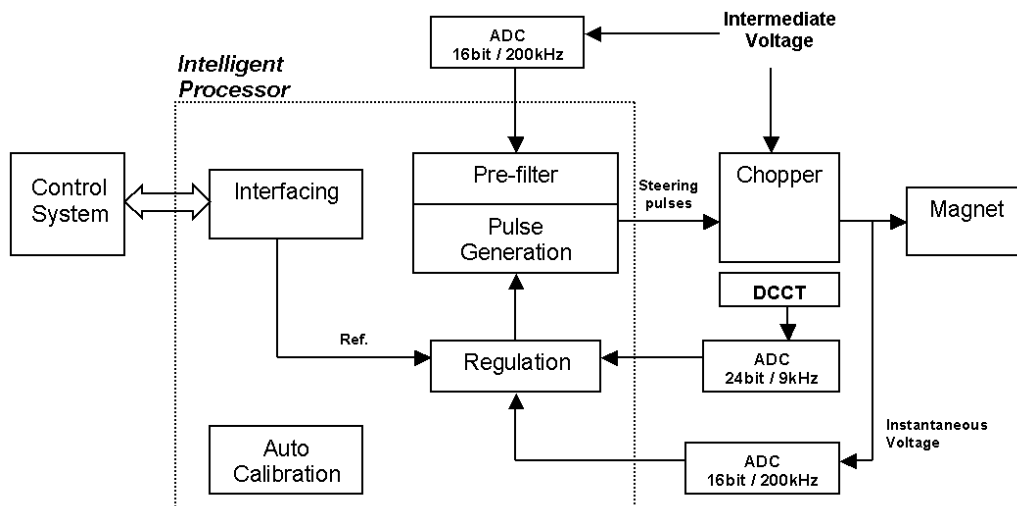 ADC
16bit / 200kHz
Intermediate
Voltage
Intelligent
Processor
Control
System
Interfacing
Pre-filter
Pulse
Generation
Steering
pulses
Chopper
Magnet
DCCT
Ref.
Regulation
ADC
24bit / 9kHz
Auto
Calibration
Instantaneous
Voltage
ADC
16bit / 200kHz